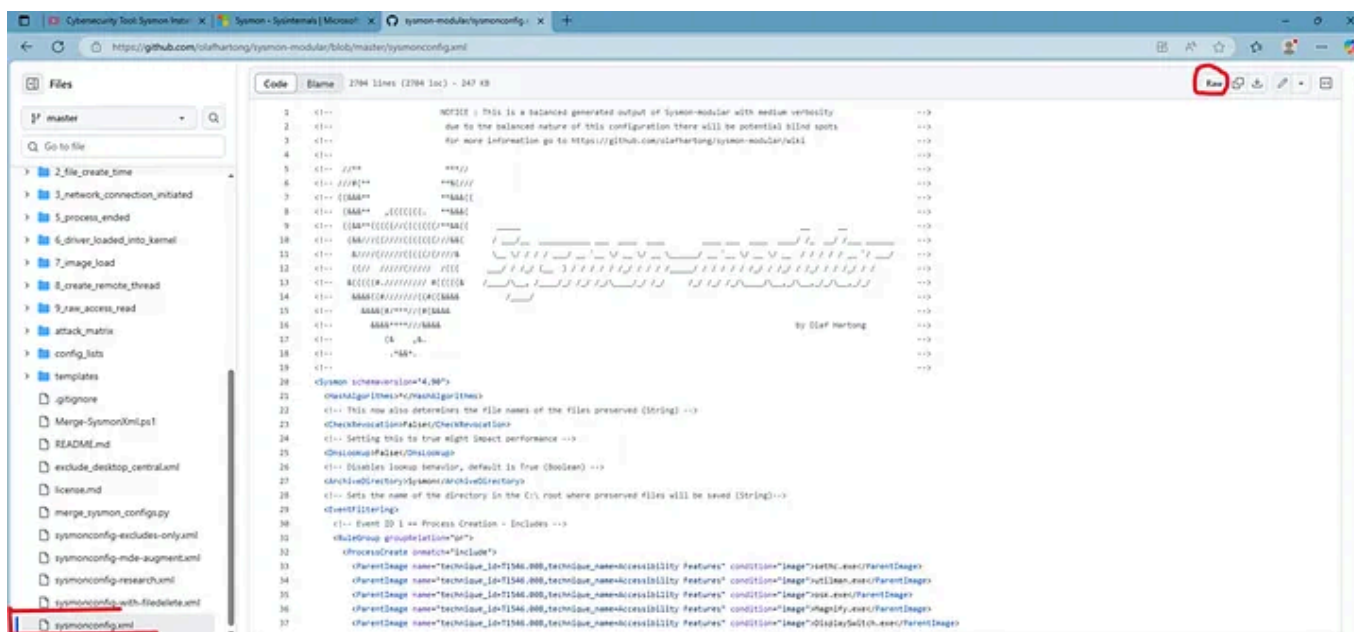 Cybersecurity Tool: Sysmon Instal
Sysmon - Sysinternals | Microsoft
sysmon-modular/sysmonconfig.
https://github.com/olafhartong/sysmon-modular/blob/master/sysmonconfig.xml
Files
master
Go to file
2_file_create_time
3_network_connection_initiated
5_process_ended
6_driver_loaded_into_kernel
7_image_load
8_create_remote_thread
9_raw_access_read
attack_matrix
config_lists
templates
.gitignore
Merge-SysmonXml.ps1
README.md
exclude_desktop_central.xml
license.md
merge_sysmon_configs.py
sysmonconfig-excludes-only.xml
sysmonconfig-mde-augment.xml
sysmonconfig-research.xml
sysmonconfig-with-filedelete.xml
sysmonconfig.xml
Code Blame 2704 lines (2704 loc) · 247 KB
Raw
1 <!-- NOTICE : This is a balanced generated output of Sysmon-modular with medium verbosity -->
2 <!-- due to the balanced nature of this configuration there will be potential blind spots -->
3 <!-- for more information go to https://github.com/olafhartong/sysmon-modular/wiki -->
4 <!-- -->
16 by Olaf Hartong -->
20 <Sysmon schemaversion="4.90">
21 <HashAlgorithms>*</HashAlgorithms>
22 <!-- This now also determines the file names of the files preserved (String) -->
23 <CheckRevocation>False</CheckRevocation>
24 <!-- Setting this to true might impact performance -->
25 <DnsLookup>False</DnsLookup>
26 <!-- Disables lookup behavior, default is True (Boolean) -->
27 <ArchiveDirectory>Sysmon</ArchiveDirectory>
28 <!-- Sets the name of the directory in the C:\ root where preserved files will be saved (String)-->
29 <EventFiltering>
30 <!-- Event ID 1 == Process Creation - Includes -->
31 <RuleGroup groupRelation="or">
32 <ProcessCreate onmatch="include">
33 <ParentImage name="technique_id=T1546.008,technique_name=Accessibility Features" condition="image">sethc.exe</ParentImage>
34 <ParentImage name="technique_id=T1546.008,technique_name=Accessibility Features" condition="image">utilman.exe</ParentImage>
35 <ParentImage name="technique_id=T1546.008,technique_name=Accessibility Features" condition="image">osk.exe</ParentImage>
36 <ParentImage name="technique_id=T1546.008,technique_name=Accessibility Features" condition="image">Magnify.exe</ParentImage>
37 <ParentImage name="technique_id=T1546.008,technique_name=Accessibility Features" condition="image">DisplaySwitch.exe</ParentImage>